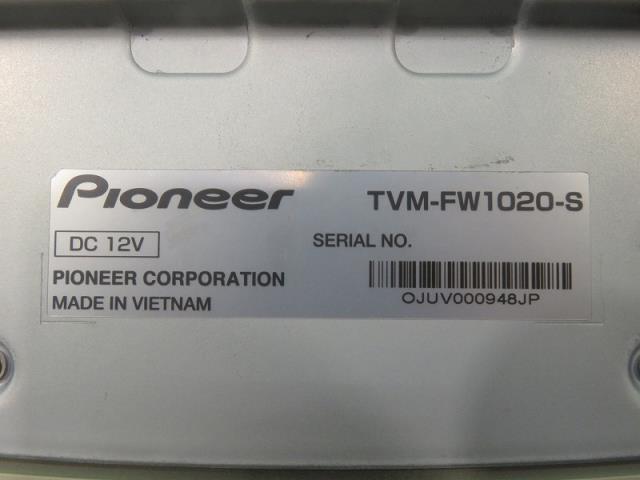 Pioneer
TVM-FW1020-S
DC 12V
SERIAL NO.
PIONEER CORPORATION
MADE IN VIETNAM
OJUV000948JP